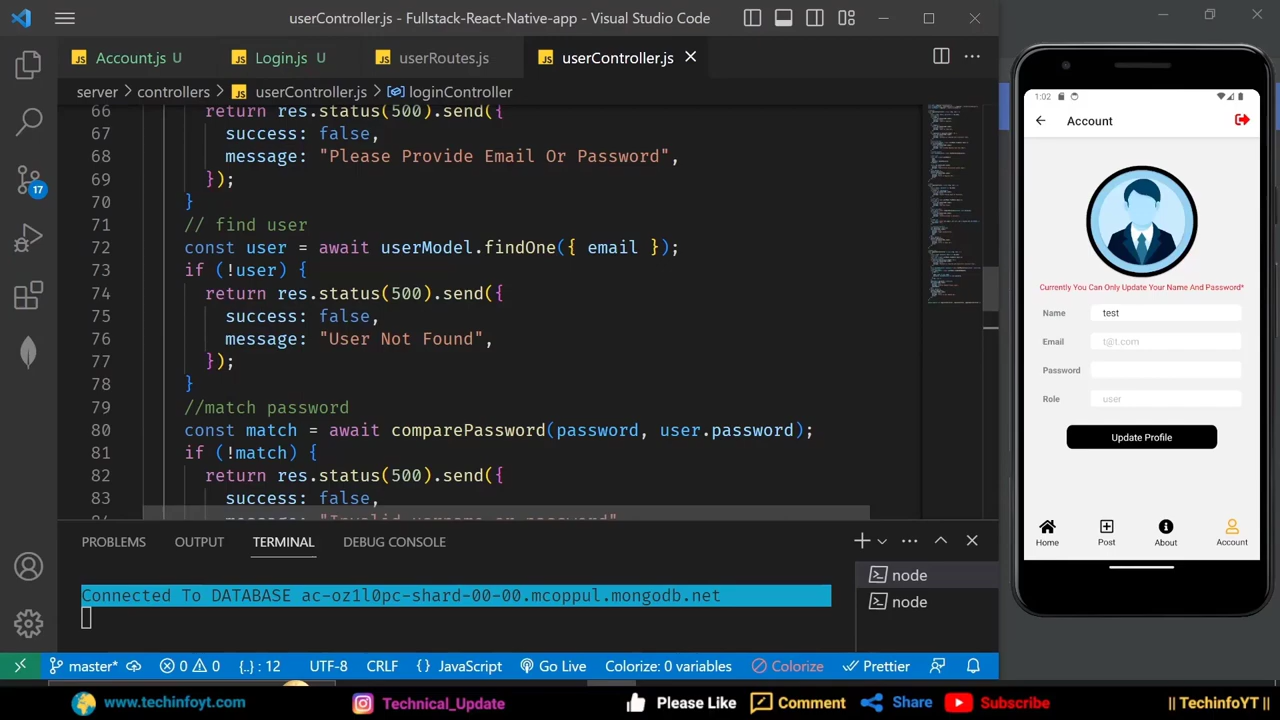 userController.js - Fullstack-React-Native-app - Visual Studio Code
Account.js U
Login.js U
userRoutes.js
userController.js
server > controllers > userController.js > loginController
66 return res.status(500).send({
67 success: false,
68 message: "Please Provide Email Or Password",
69 });
70 }
71 // find user
72 const user = await userModel.findOne({ email });
73 if (!user) {
74 return res.status(500).send({
75 success: false,
76 message: "User Not Found",
77 });
78 }
79 //match password
80 const match = await comparePassword(password, user.password);
81 if (!match) {
82 return res.status(500).send({
83 success: false,
17
PROBLEMS OUTPUT TERMINAL DEBUG CONSOLE
Connected To DATABASE ac-oz1l0pc-shard-00-00.mcoppul.mongodb.net
node
node
master* 0 0 {..} : 12 UTF-8 CRLF {} JavaScript Go Live Colorize: 0 variables Colorize Prettier
1:02
Account
Currently You Can Only Update Your Name And Password*
Name test
Email t@t.com
Password
Role user
Update Profile
Home Post About Account
www.techinfoyt.com Technical_Update Please Like Comment Share Subscribe || TechinfoYT ||